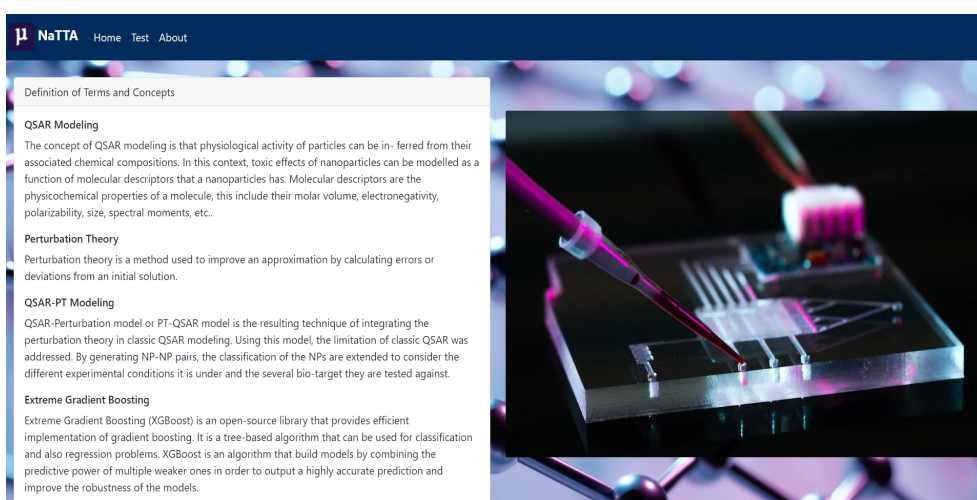 µ NaTTA Home Test About
Definition of Terms and Concepts
QSAR Modeling
The concept of QSAR modeling is that physiological activity of particles can be in- ferred from their
associated chemical compositions. In this context, toxic effects of nanoparticles can be modelled as a
function of molecular descriptors that a nanoparticles has. Molecular descriptors are the
physicochemical properties of a molecule, this include their molar volume, electronegativity,
polarizability, size, spectral moments, etc..
Perturbation Theory
Perturbation theory is a method used to improve an approximation by calculating errors or
deviations from an initial solution.
QSAR-PT Modeling
QSAR-Perturbation model or PT-QSAR model is the resulting technique of integrating the
perturbation theory in classic QSAR modeling. Using this model, the limitation of classic QSAR was
addressed. By generating NP-NP pairs, the classification of the NPs are extended to consider the
different experimental conditions it is under and the several bio-target they are tested against.
Extreme Gradient Boosting
Extreme Gradient Boosting (XGBoost) is an open-source library that provides efficient
implementation of gradient boosting. It is a tree-based algorithm that can be used for classification
and also regression problems. XGBoost is an algorithm that build models by combining the
predictive power of multiple weaker ones in order to output a highly accurate prediction and
improve the robustness of the models.